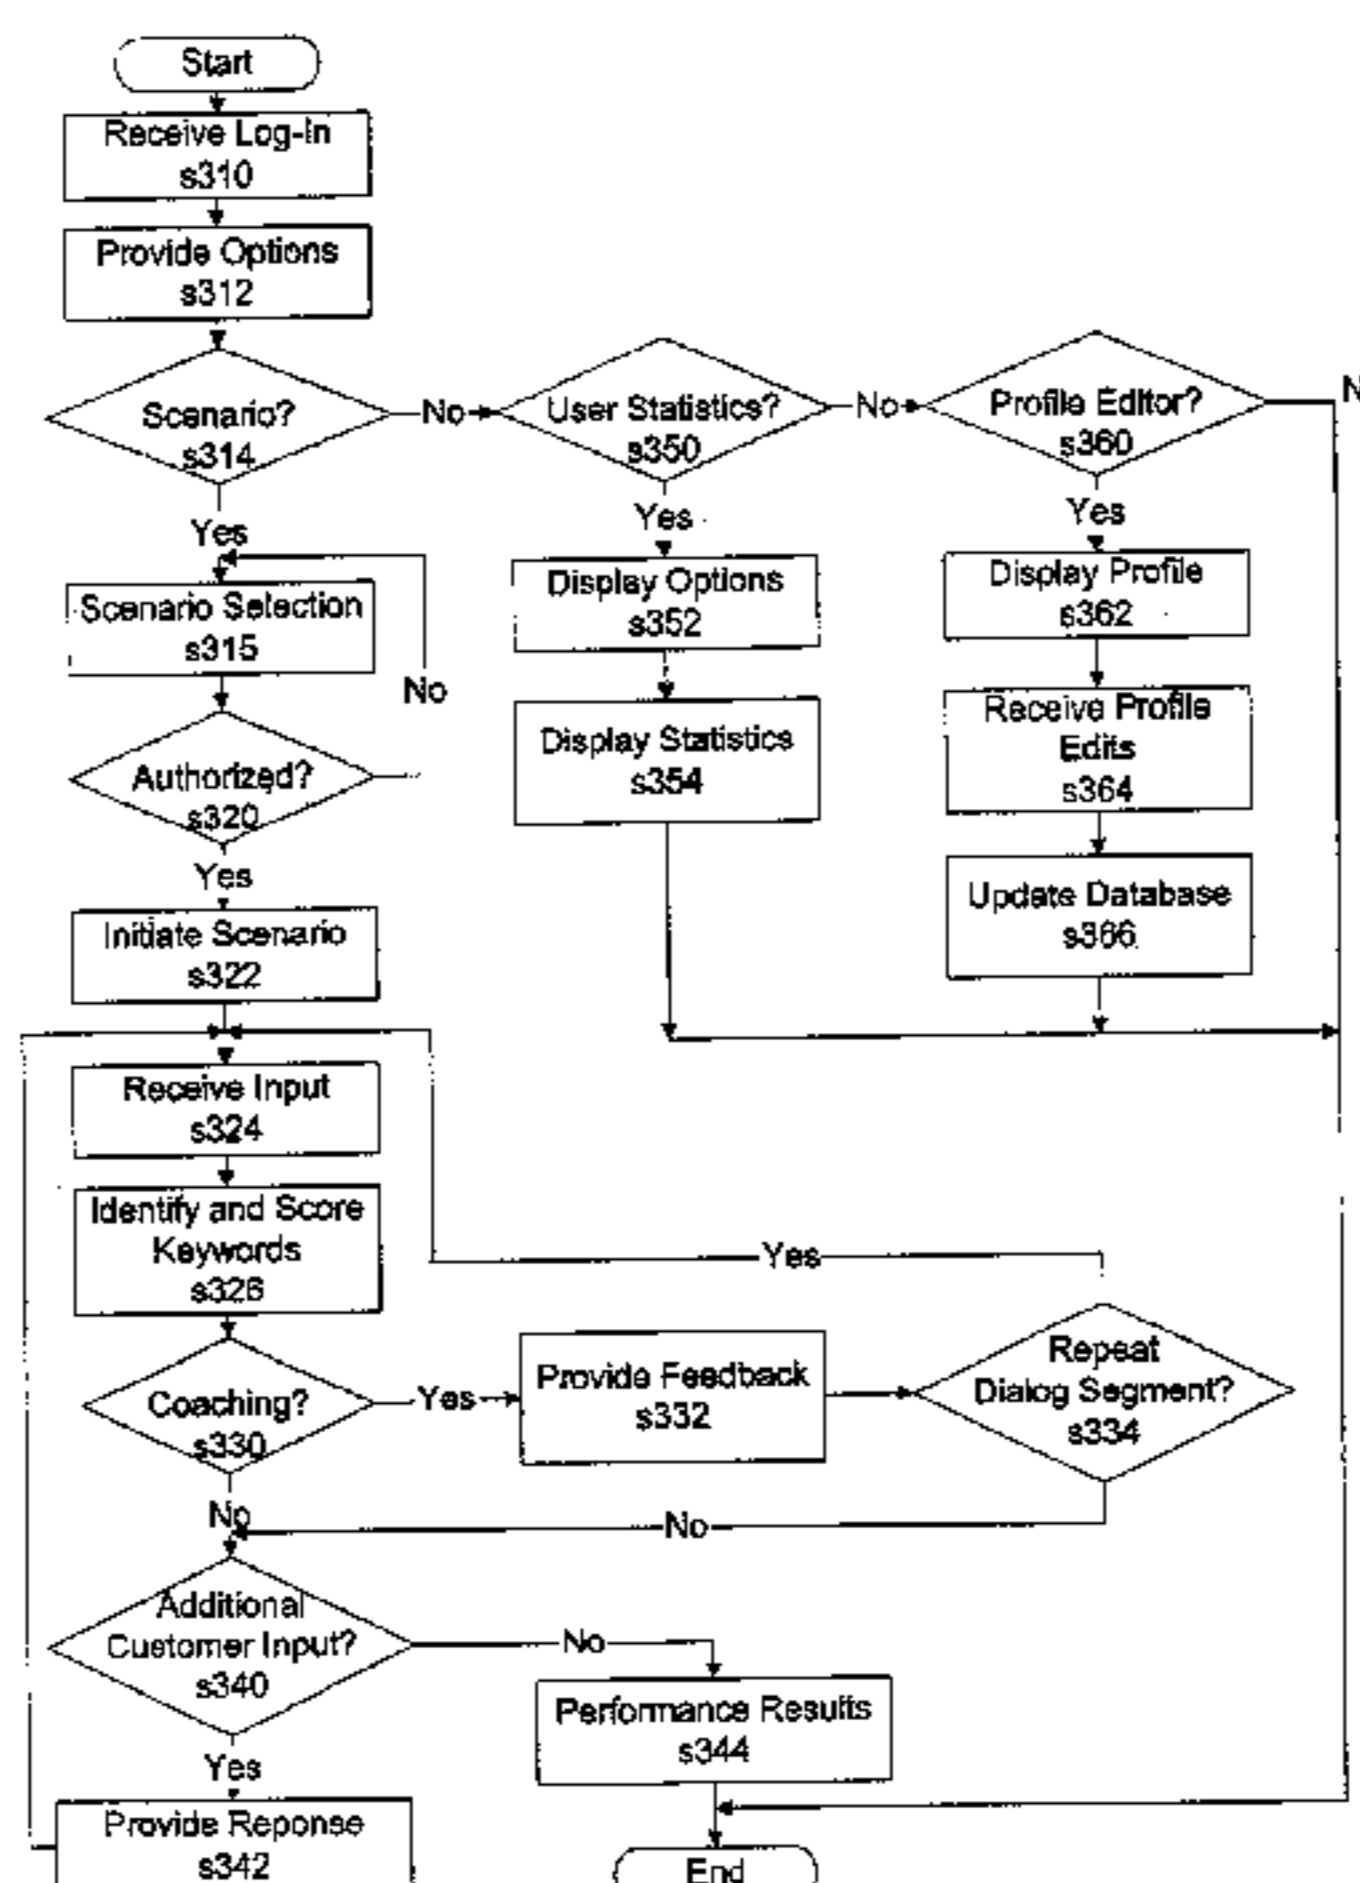 Start
Receive Log-In
s310
Provide Options
s312
Scenario?
s314
No
User Statistics?
s350
No
Profile Editor?
s360
N
Yes
Yes
Yes
Scenario Selection
s315
No
Display Options
s352
Display Profile
s362
Authorized?
s320
Display Statistics
s354
Receive Profile
Edits
s364
Yes
Initiate Scenario
s322
Update Database
s366
Receive Input
s324
Identify and Score
Keywords
s326
Yes
Coaching?
s330
Yes
Provide Feedback
s332
Repeat
Dialog Segment?
s334
No
No
Additional
Customer Input?
s340
No
Performance Results
s344
Yes
Provide Reponse
s342
End